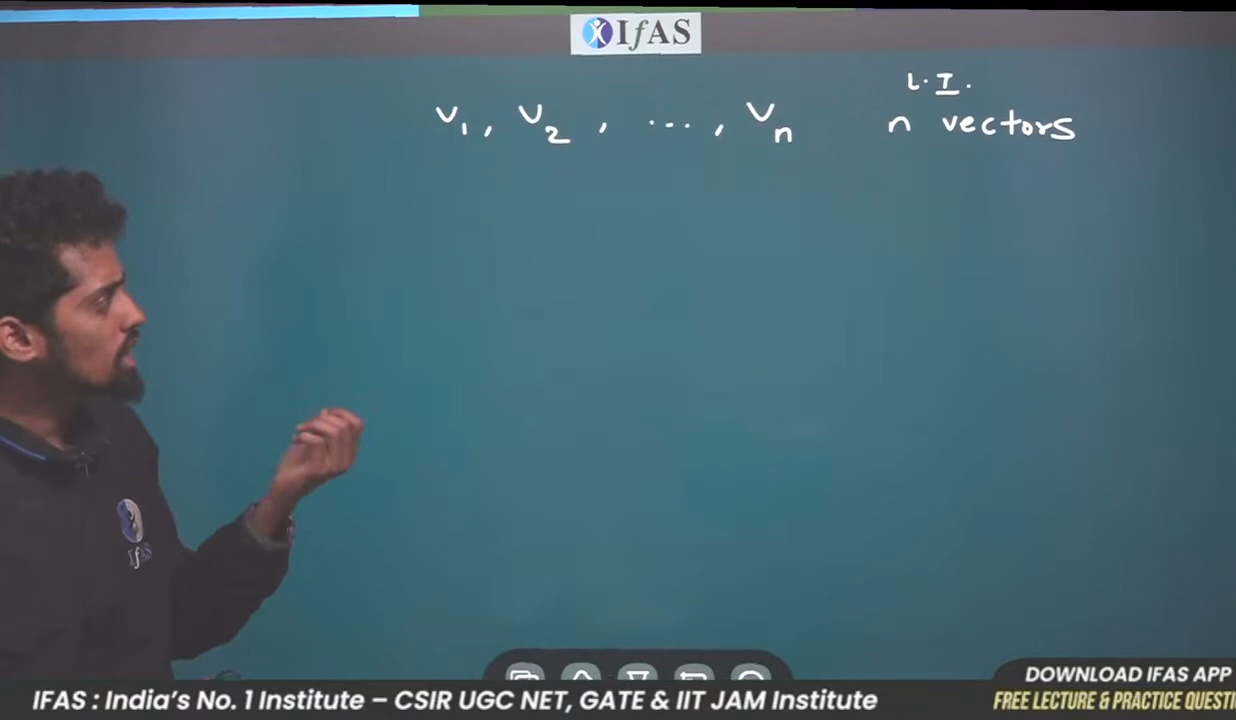 IfAS
L.I.
v₁, v₂, ..., vₙ n vectors
IfAS
DOWNLOAD IFAS APP
IFAS : India's No. 1 Institute – CSIR UGC NET, GATE & IIT JAM Institute
FREE LECTURE & PRACTICE